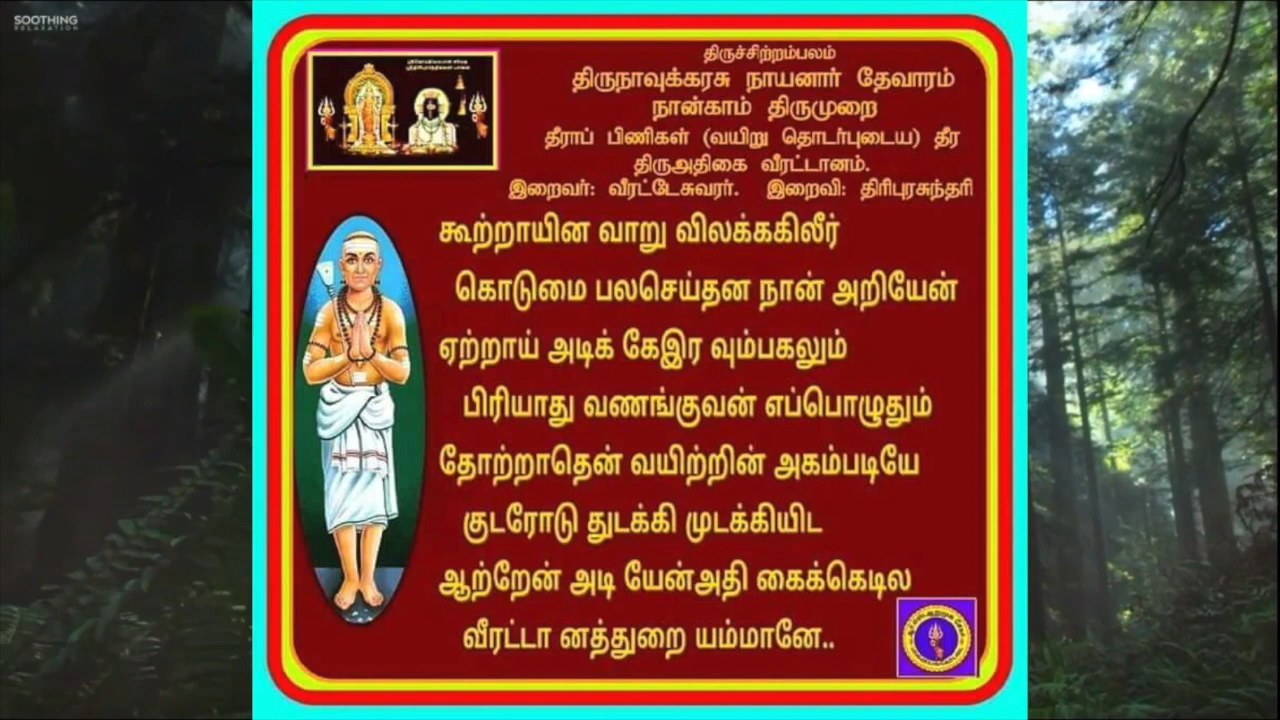 SOOTHING
RELAXATION
திருச்சிற்றம்பலம்
திருநாவுக்கரசு நாயனார் தேவாரம்
நான்காம் திருமுறை
தீராப் பிணிகள் (வயிறு தொடர்புடைய) தீர
திருஅதிகை வீரட்டானம்.
இறைவர்: வீரட்டேசுவரர். இறைவி: திரிபுரசுந்தரி
கூற்றாயின வாறு விலக்ககிலீர்
கொடுமை பலசெய்தன நான் அறியேன்
ஏற்றாய் அடிக் கேஇர வும்பகலும்
பிரியாது வணங்குவன் எப்பொழுதும்
தோற்றாதென் வயிற்றின் அகம்படியே
குடரோடு துடக்கி முடக்கியிட
ஆற்றேன் அடி யேன்அதி கைக்கெடில
வீரட்டா னத்துறை யம்மானே..